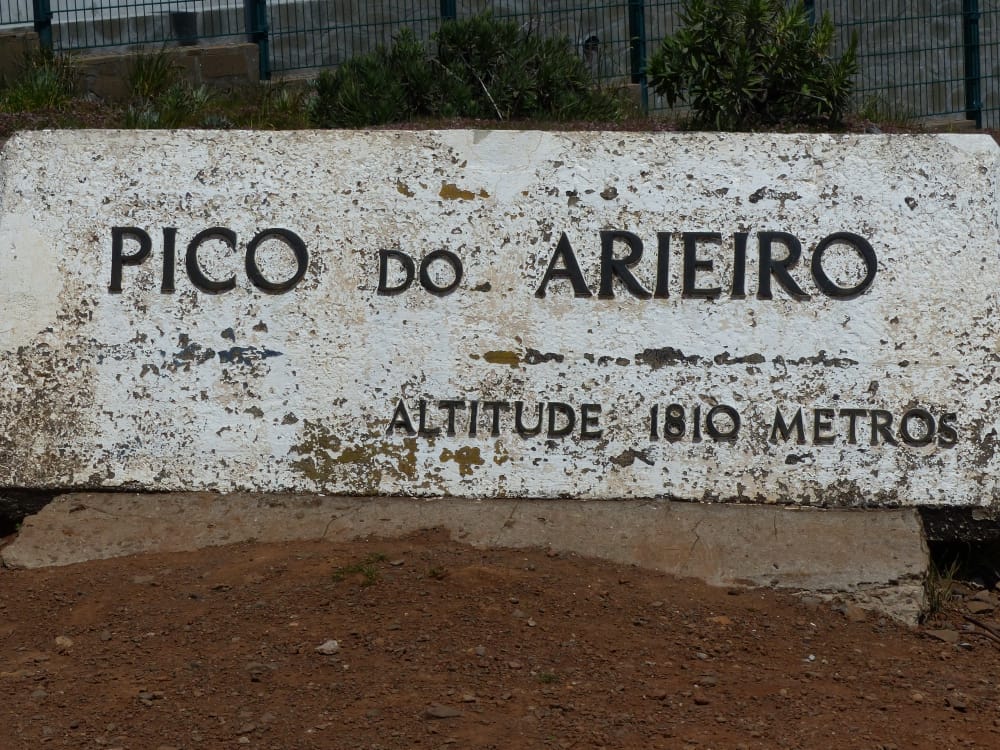 PICO DO ARIEIRO
ALTITUDE 1810 METROS